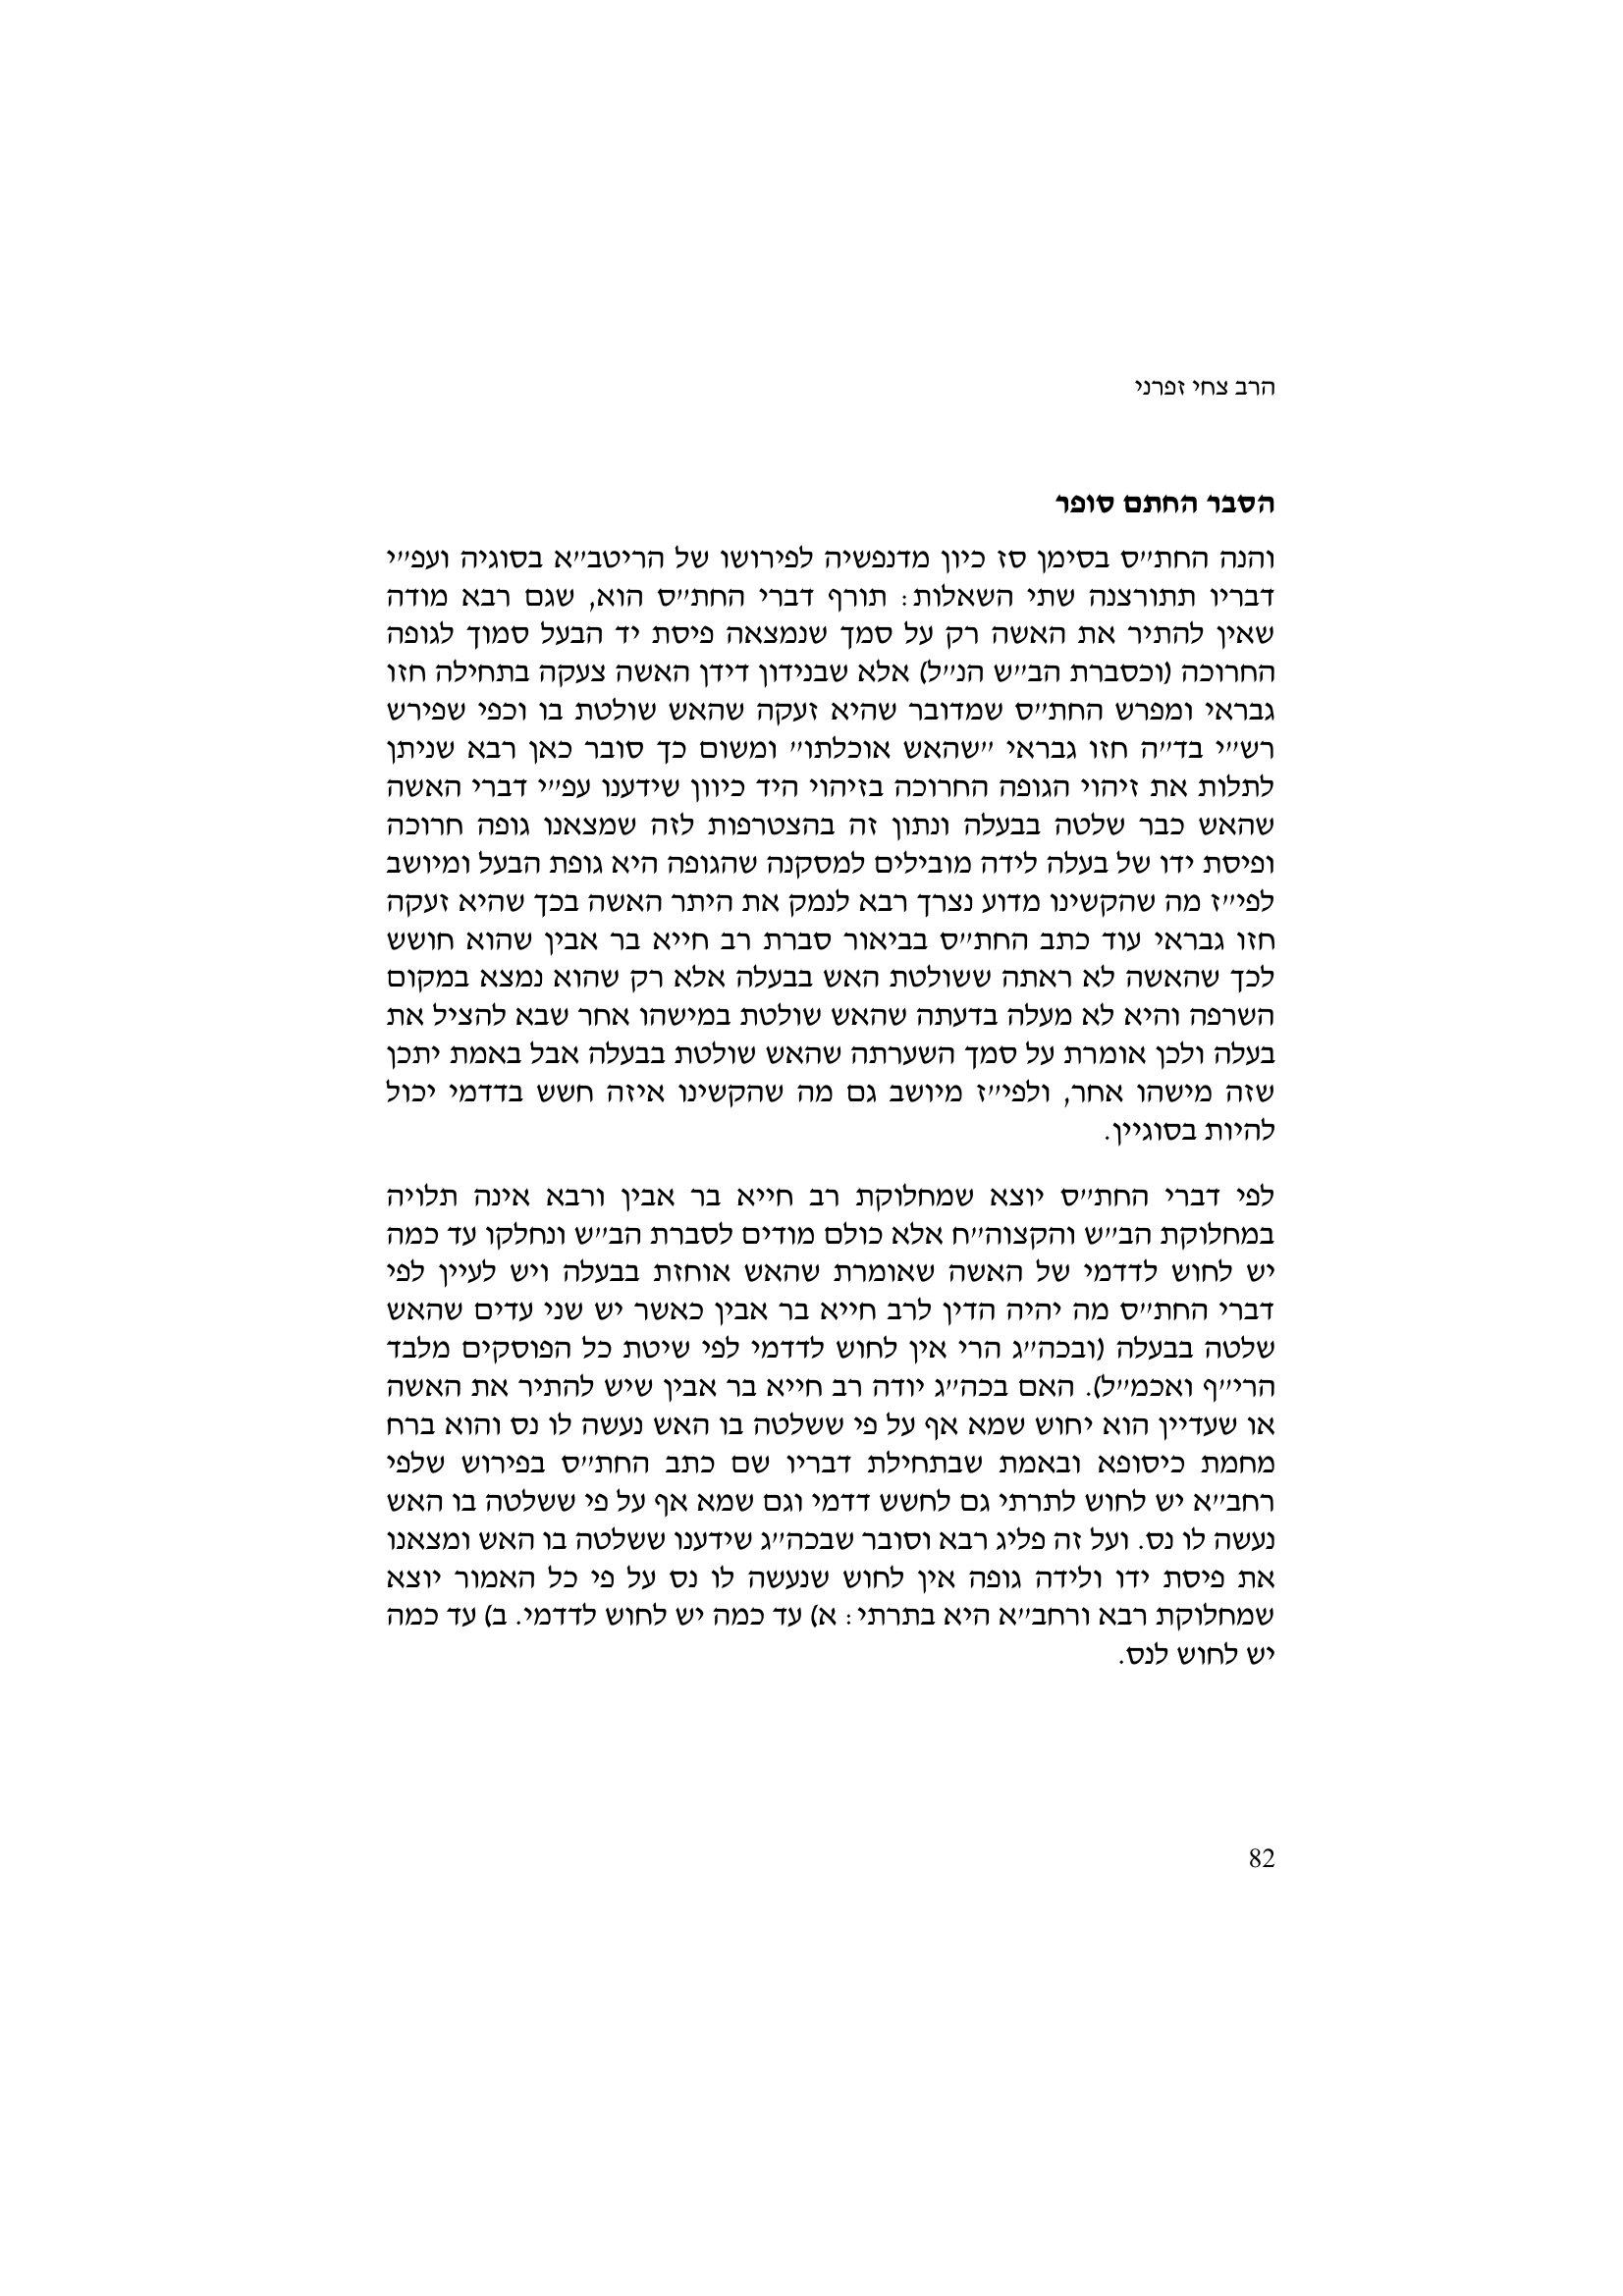 הרב צחי זפרני
הסבר החתם סופר
והנה החת״ס בסימן סז כיון מדנפשיה לפירושו של הריטב״א בסוגיה ועפ״י
דבריו תתורצנה שתי השאלות: תורף דברי החת״ס הוא, שגם רבא מודה
שאין להתיר את האשה רק על סמך שנמצאה פיסת יד הבעל סמוך לגופה
החרוכה (וכסברת הב״ש הנ״ל) אלא שבנידון דידן האשה צעקה בתחילה חזו
גבראי ומפרש החת״ס שמדובר שהיא זעקה שהאש שולטת בו וכפי שפירש
רש״י בד״ה חזו גבראי ״שהאש אוכלתו״ ומשום כך סובר כאן רבא שניתן
לתלות את זיהוי הגופה החרוכה בזיהוי היד כיוון שידענו עפ״י דברי האשה
שהאש כבר שלטה בבעלה ונתון זה בהצטרפות לזה שמצאנו גופה חרוכה
ופיסת ידו של בעלה לידה מובילים למסקנה שהגופה היא גופת הבעל ומיושב
לפי״ז מה שהקשינו מדוע נצרך רבא לנמק את היתר האשה בכך שהיא זעקה
חזו גבראי עוד כתב החת״ס בביאור סברת רב חייא בר אבין שהוא חושש
לכך שהאשה לא ראתה ששולטת האש בבעלה אלא רק שהוא נמצא במקום
השרפה והיא לא מעלה בדעתה שהאש שולטת במישהו אחר שבא להציל את
בעלה ולכן אומרת על סמך השערתה שהאש שולטת בבעלה אבל באמת יתכן
שזה מישהו אחר, ולפי״ז מיושב גם מה שהקשינו איזה חשש בדדמי יכול
להיות בסוגיין.
לפי דברי החת״ס יוצא שמחלוקת רב חייא בר אבין ורבא אינה תלויה
במחלוקת הב״ש והקצוה״ח אלא כולם מודים לסברת הב״ש ונחלקו עד כמה
יש לחוש לדדמי של האשה שאומרת שהאש אוחזת בבעלה ויש לעיין לפי
דברי החת״ס מה יהיה הדין לרב חייא בר אבין כאשר יש שני עדים שהאש
שלטה בבעלה (ובכה״ג הרי אין לחוש לדדמי לפי שיטת כל הפוסקים מלבד
הרי״ף ואכמ״ל). האם בכה״ג יודה רב חייא בר אבין שיש להתיר את האשה
או שעדיין הוא יחוש שמא אף על פי ששלטה בו האש נעשה לו נס והוא ברח
מחמת כיסופא ובאמת שבתחילת דבריו שם כתב החת״ס בפירוש שלפי
רחב״א יש לחוש לתרתי גם לחשש דדמי וגם שמא אף על פי ששלטה בו האש
נעשה לו נס. ועל זה פליג רבא וסובר שבכה״ג שידענו ששלטה בו האש ומצאנו
את פיסת ידו ולידה גופה אין לחוש שנעשה לו נס על פי כל האמור יוצא
שמחלוקת רבא ורחב״א היא בתרתי: א) עד כמה יש לחוש לדדמי. ב) עד כמה
יש לחוש לנס.
82